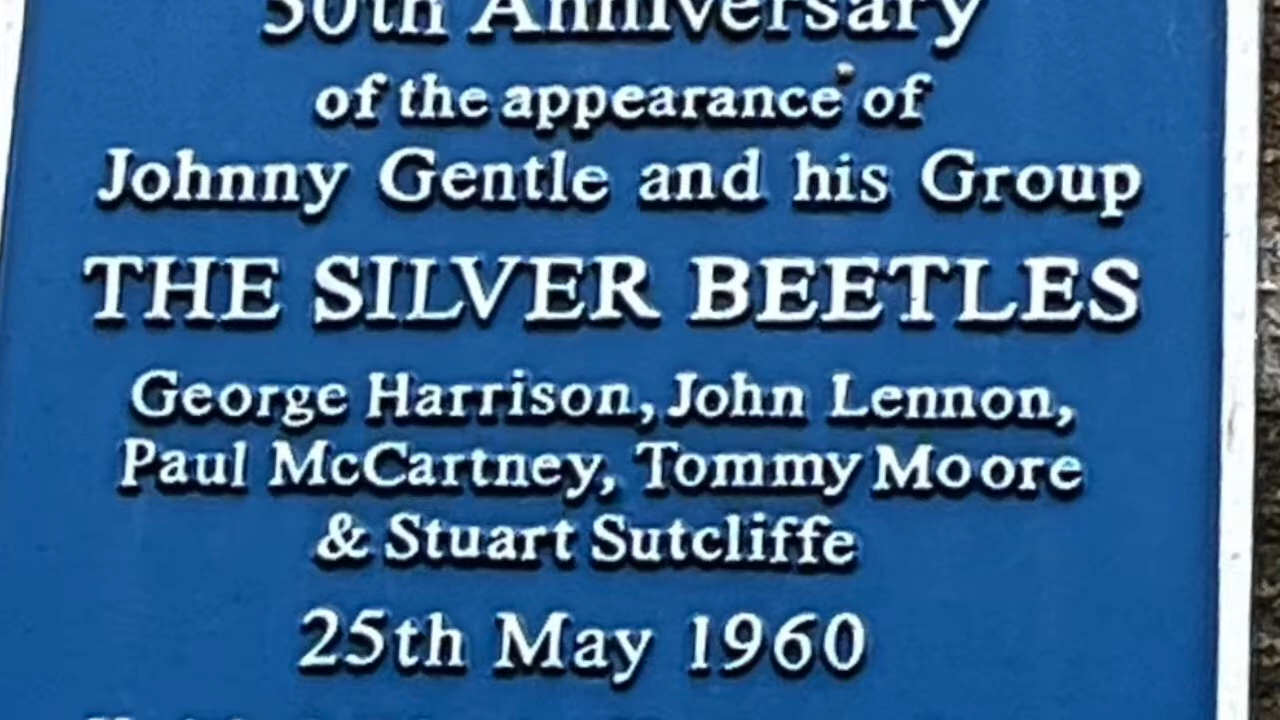 50th Anniversary
of the appearance of
Johnny Gentle and his Group
THE SILVER BEETLES
George Harrison, John Lennon,
Paul McCartney, Tommy Moore
& Stuart Sutcliffe
25th May 1960